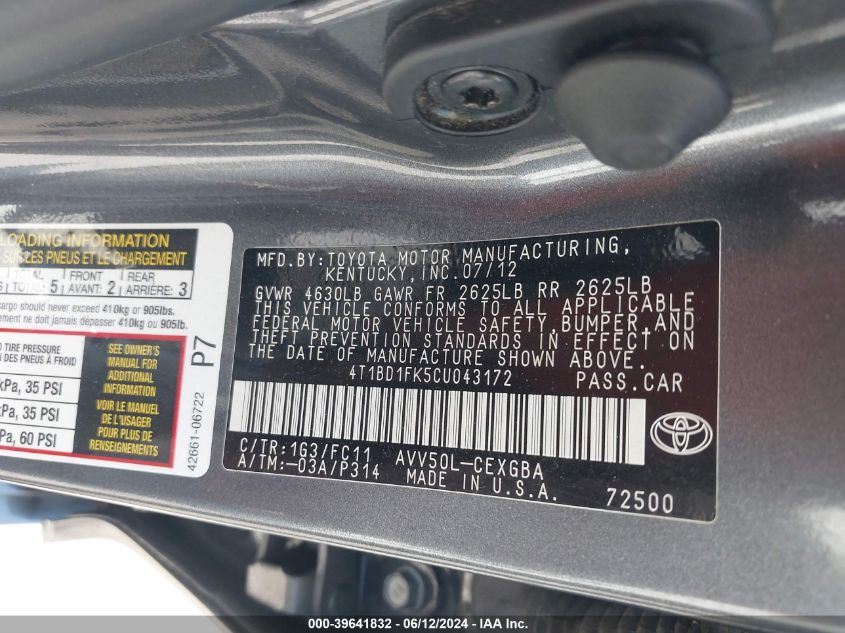 LOADING INFORMATION
SUR LES PNEUS ET LE CHARGEMENT
TOTAL FRONT REAR
TOTAL: 5 AVANT: 2 ARRIÈRE: 3
cargo should never exceed 410kg or 905lbs.
ne doit jamais dépasser 410kg or 905lb.
TIRE PRESSURE
DES PNEUS À FROID
kPa, 35 PSI
kPa, 35 PSI
Pa, 60 PSI
SEE OWNER'S
MANUAL FOR
ADDITIONAL
INFORMATION
VOIR LE MANUEL
DE L'USAGER
POUR PLUS DE
RENSEIGNEMENTS
P7
42661-06722
MFD. BY: TOYOTA MOTOR MANUFACTURING,
KENTUCKY, INC. 07/12
GVWR 4630LB GAWR FR 2625LB RR 2625LB
THIS VEHICLE CONFORMS TO ALL APPLICABLE
FEDERAL MOTOR VEHICLE SAFETY, BUMPER, AND
THEFT PREVENTION STANDARDS IN EFFECT ON
THE DATE OF MANUFACTURE SHOWN ABOVE.
4T1BD1FK5CU043172 PASS.CAR
C/TR:1G3/FC11 AVV50L-CEXGBA
A/TM:-03A/P314 MADE IN U.S.A.
72500
000-39641832 - 06/12/2024 - IAAI Inc.